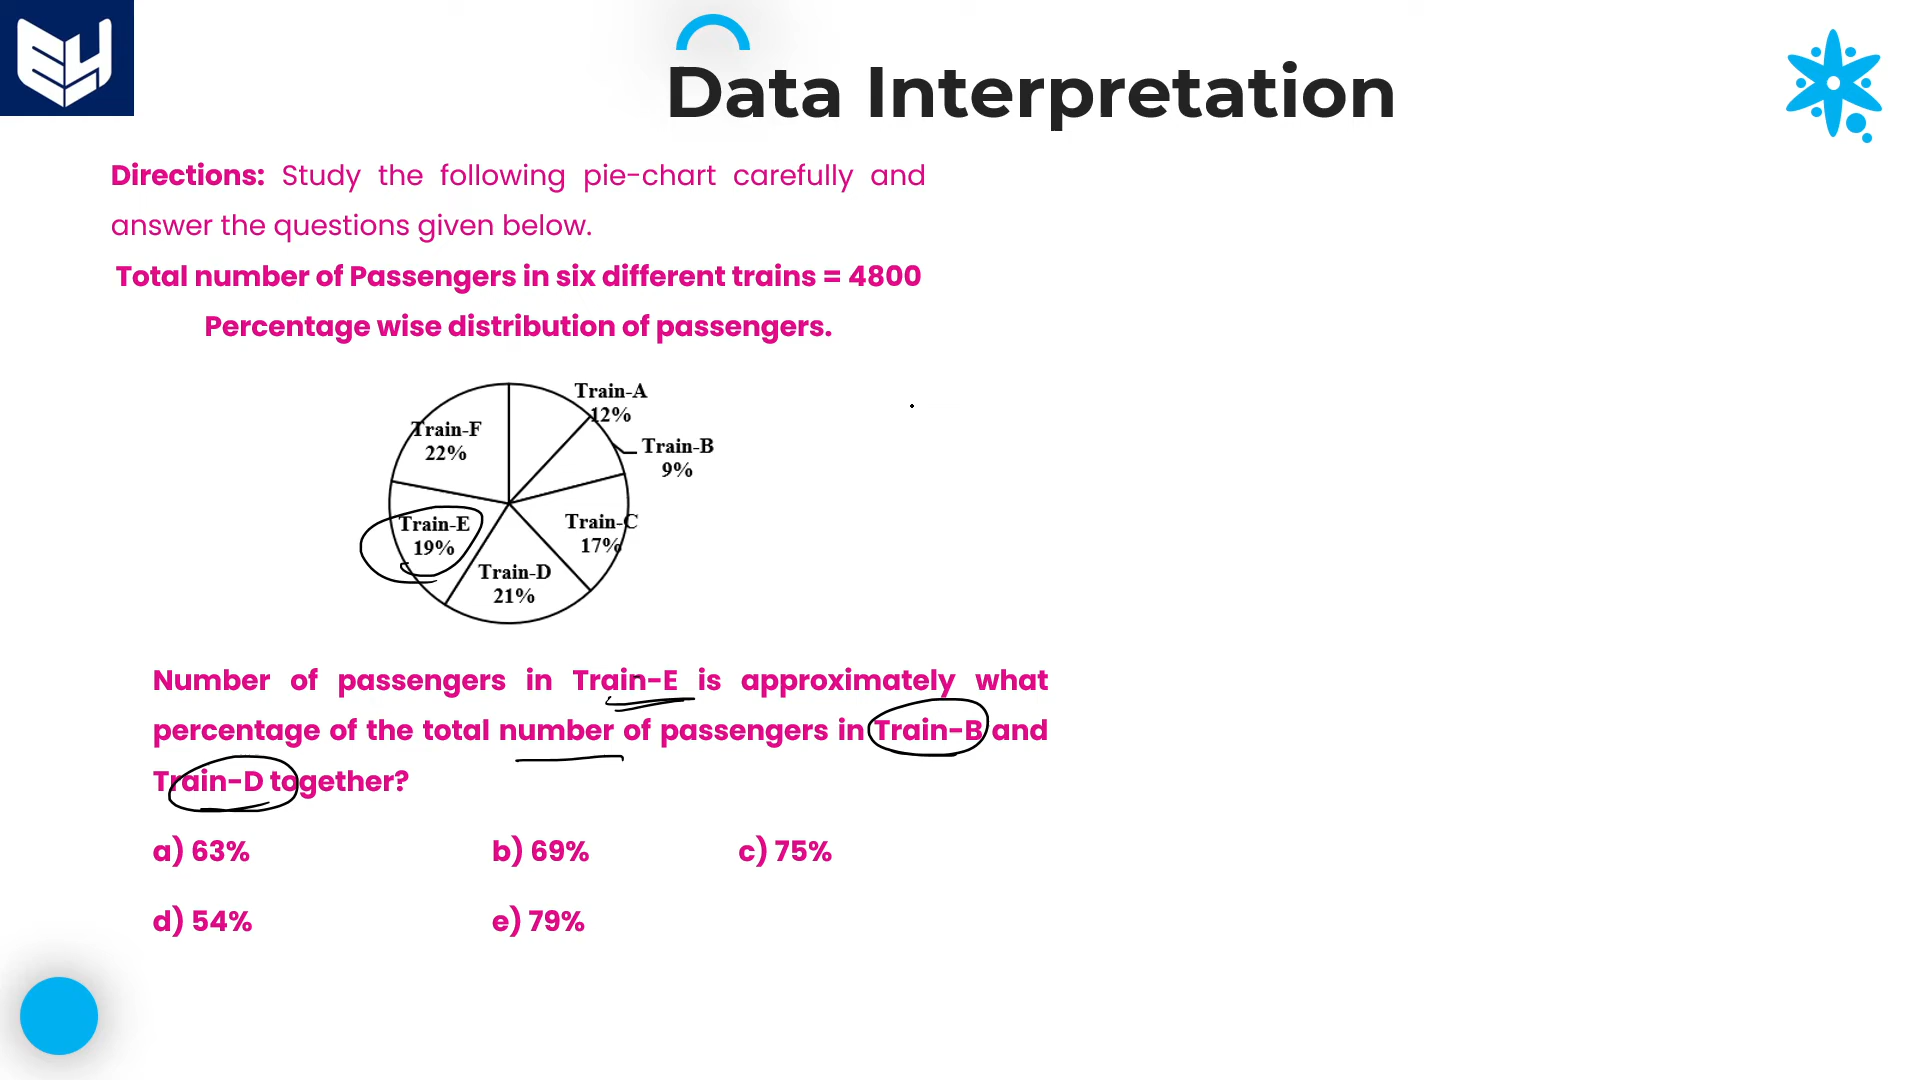 EY
Data Interpretation
Directions: Study the following pie-chart carefully and
answer the questions given below.
Total number of Passengers in six different trains = 4800
Percentage wise distribution of passengers.
Train-A
12%
Train-F
22%
Train-B
9%
Train-E
19%
Train-C
17%
Train-D
21%
Number of passengers in Train-E is approximately what
percentage of the total number of passengers in Train-B and
Train-D together?
a) 63% b) 69% c) 75%
d) 54% e) 79%